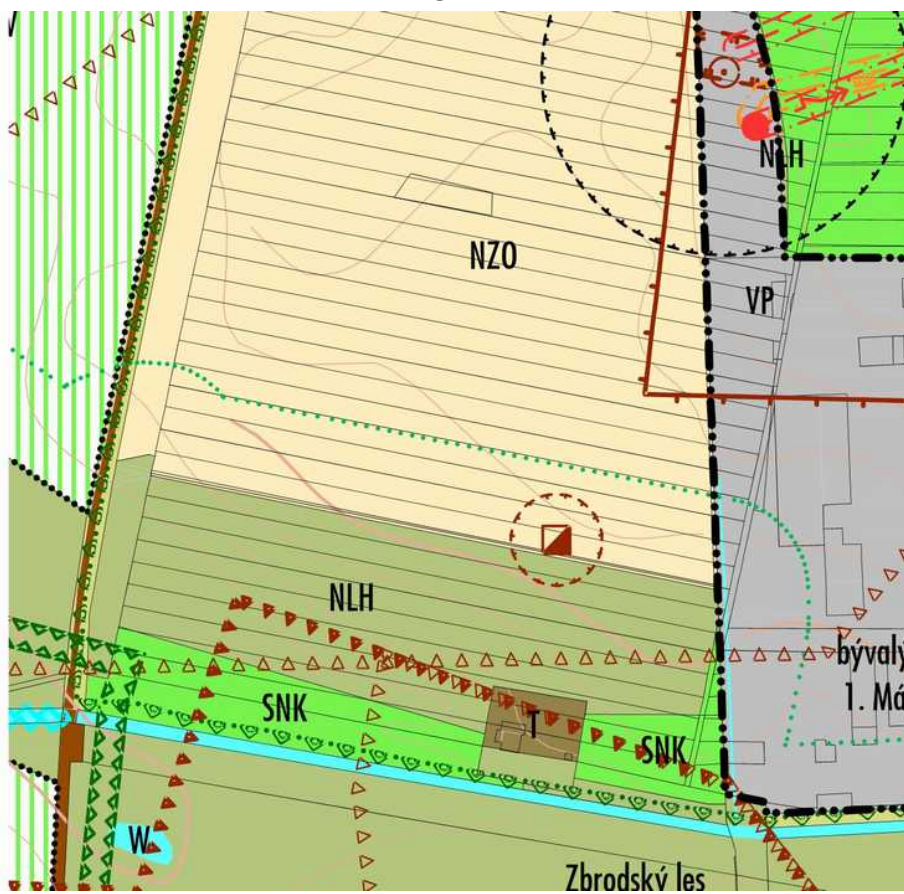 NLH
NZO
VP
NLH
bývalý
1. Má
SNK
T
SNK
W
Zbrodský les